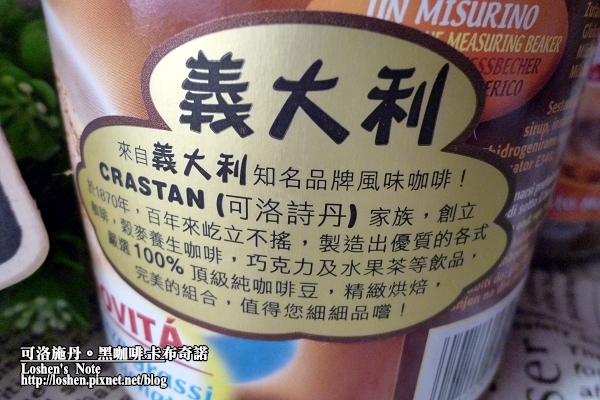 UN MISURINO
MEASURING BEAKER
義大利
來自義大利知名品牌風味咖啡！
CRASTAN (可洛詩丹) 家族，創立
於1870年，百年來屹立不搖，製造出優質的各式
咖啡，穀麥養生咖啡，巧克力及水果茶等飲品，
嚴選100% 頂級純咖啡豆，精緻烘焙，
完美的組合，值得您細細品嚐！
OVITÁ
grassi
可洛施丹。黑咖啡卡布奇諾
Loshen's Note
http://loshen.pixnet.net/blog